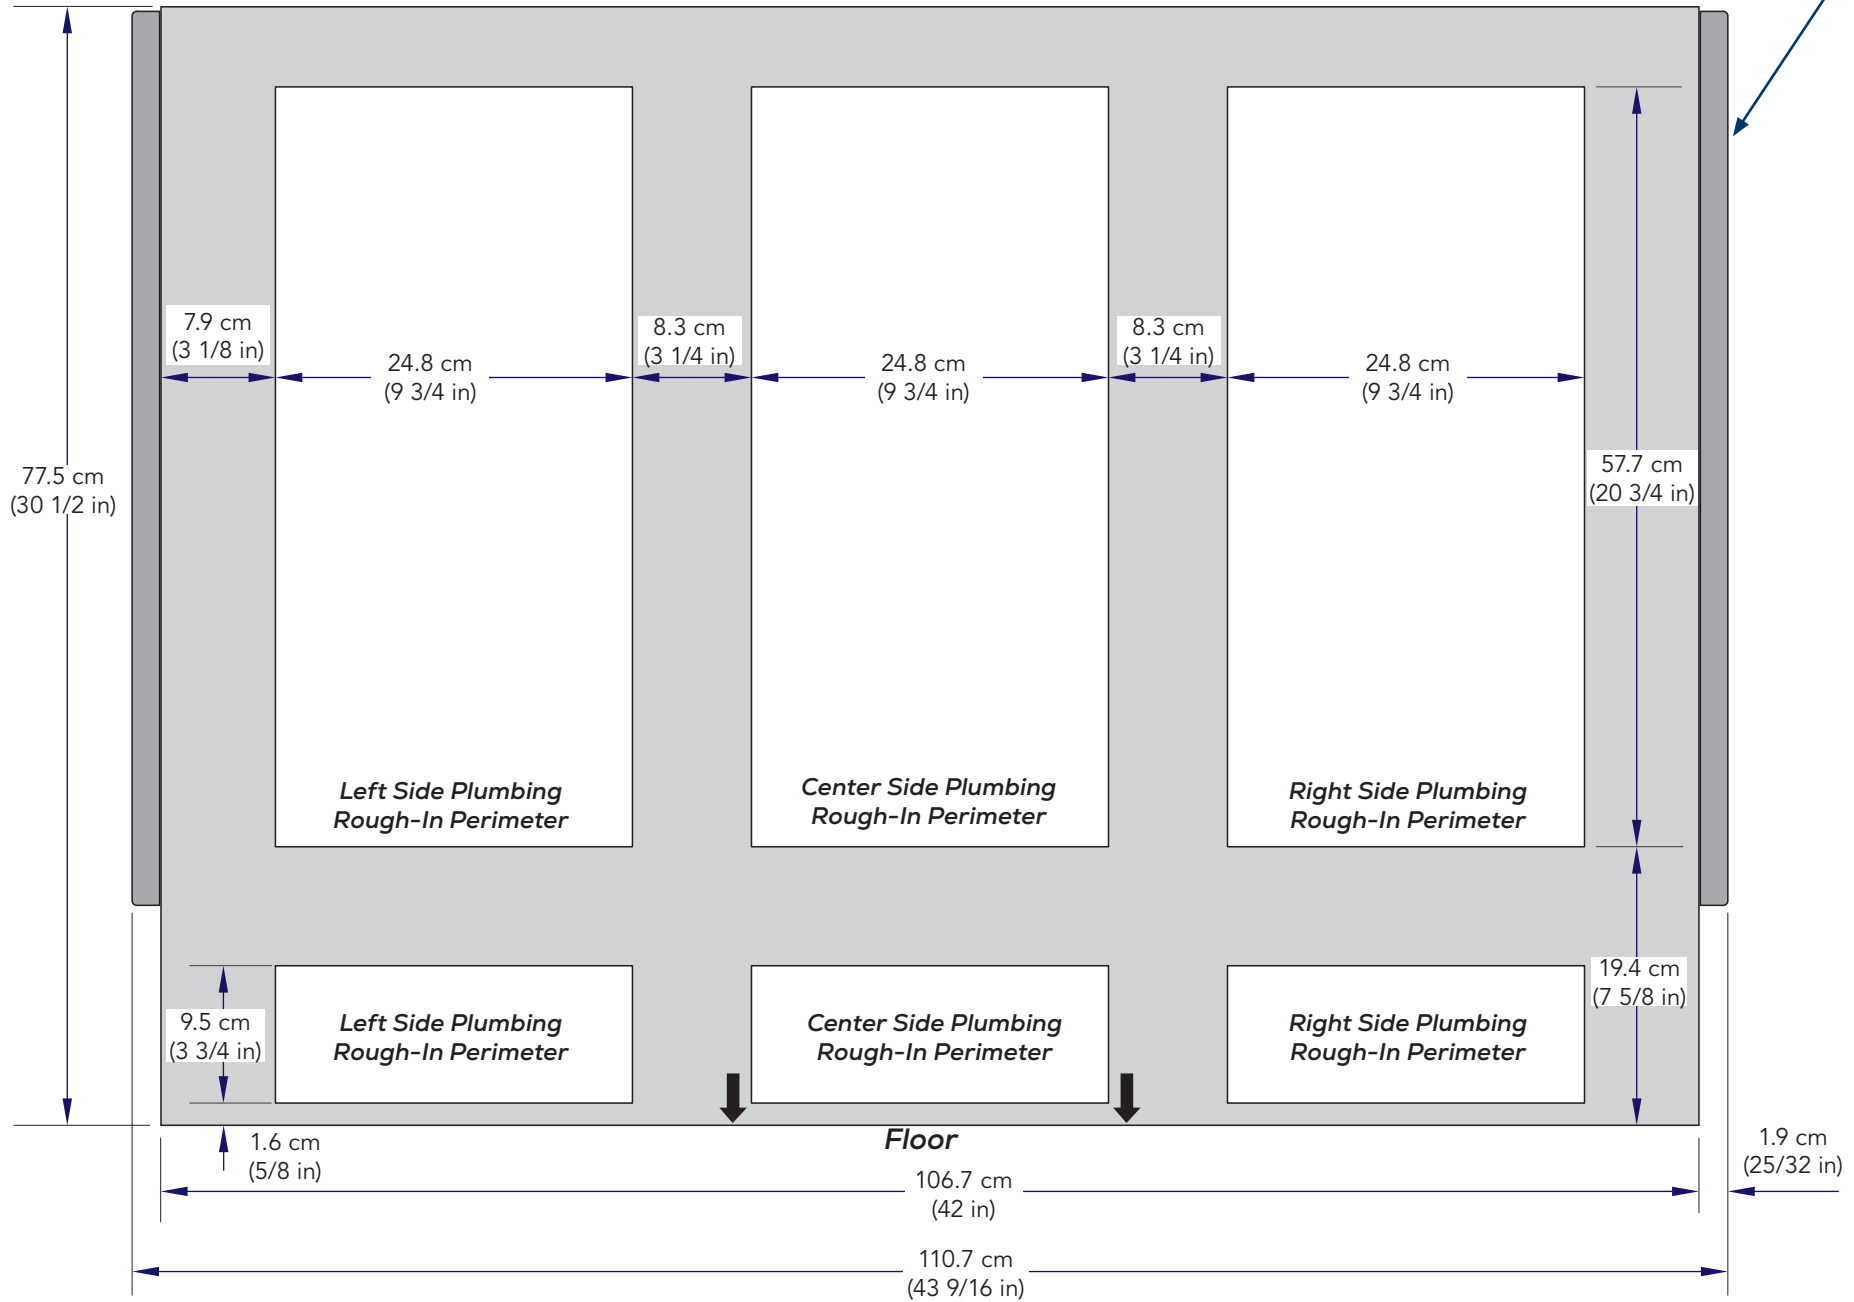 7.9 cm
(3 1/8 in)
8.3 cm
(3 1/4 in)
8.3 cm
(3 1/4 in)
24.8 cm
(9 3/4 in)
24.8 cm
(9 3/4 in)
24.8 cm
(9 3/4 in)
77.5 cm
(30 1/2 in)
57.7 cm
(20 3/4 in)
Left Side Plumbing
Rough-In Perimeter
Center Side Plumbing
Rough-In Perimeter
Right Side Plumbing
Rough-In Perimeter
19.4 cm
(7 5/8 in)
9.5 cm
(3 3/4 in)
Left Side Plumbing
Rough-In Perimeter
Center Side Plumbing
Rough-In Perimeter
Right Side Plumbing
Rough-In Perimeter
Floor
1.6 cm
(5/8 in)
1.9 cm
(25/32 in)
106.7 cm
(42 in)
110.7 cm
(43 9/16 in)